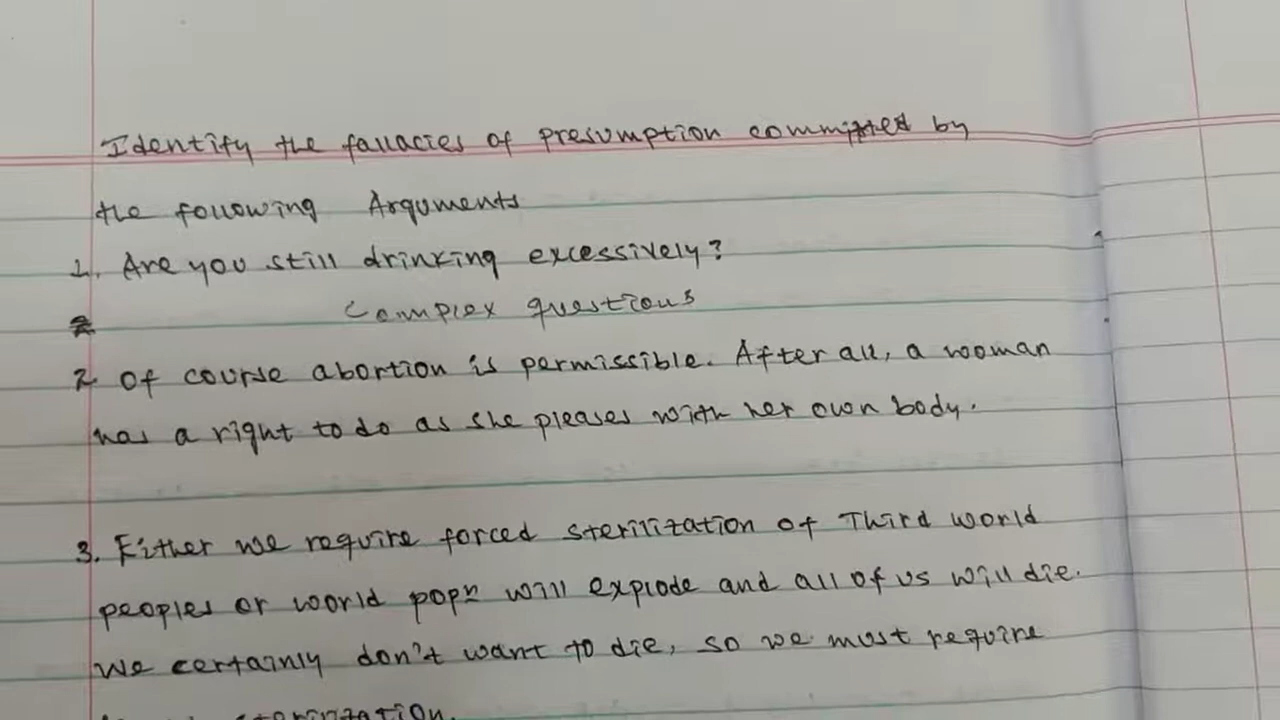 Identify the fallacies of presumption committed by
the following Arguments
1. Are you still drinking excessively?
Complex questions
2. Of course abortion is permissible. After all, a woman
has a right to do as she pleases with her own body.
3. Either we require forced sterilization of Third World
peoples or world popn will explode and all of us will die.
We certainly don't want to die, so we must require
sterilization.